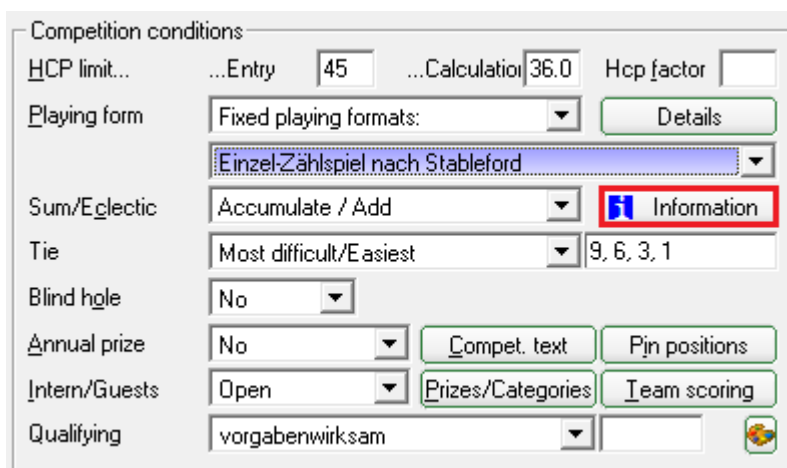 Competition conditions
HCP limit... ...Entry 45 ...Calculation 36.0 Hcp factor
Playing form Fixed playing formats: Details
Einzel-Zählspiel nach Stableford
Sum/Eclectic Accumulate / Add Information
Tie Most difficult/Easiest 9, 6, 3, 1
Blind hole No
Annual prize No Compet. text Pin positions
Intern/Guests Open Prizes/Categories Team scoring
Qualifying vorgabenwirksam